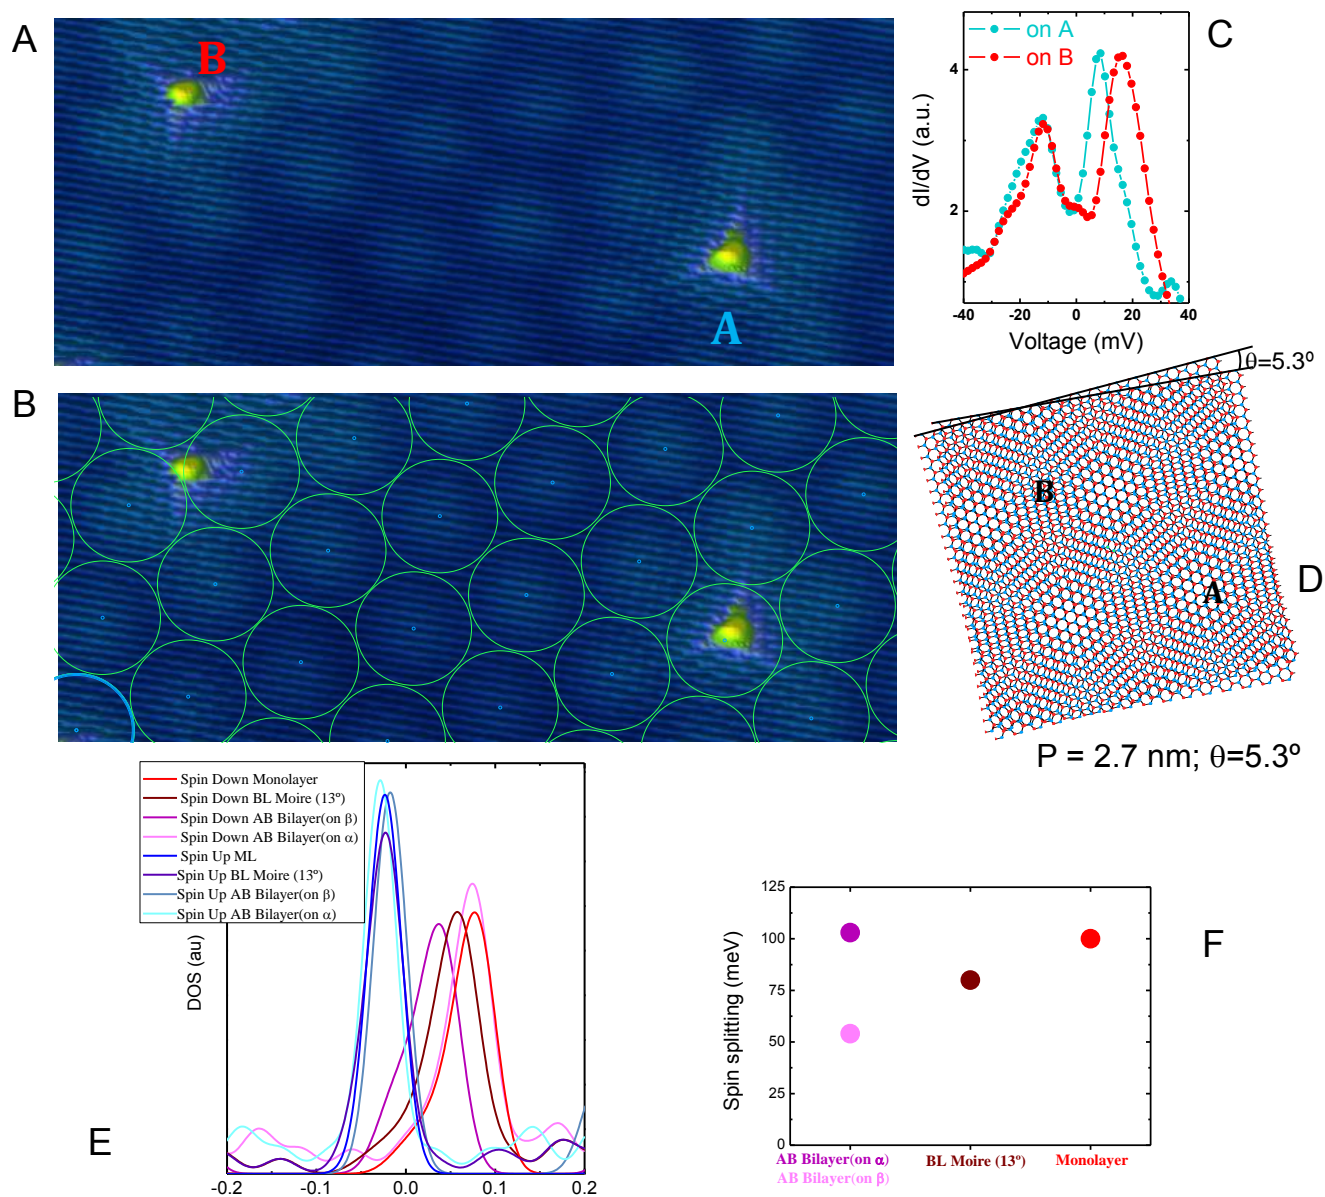 A
B
A
C
on A
on B
4
2
dI/dV (a.u.)
-40
-20
0
20
40
Voltage (mV)
B
θ=5.3º
B
A
D
P = 2.7 nm; θ=5.3º
Spin Down Monolayer
Spin Down BL Moire (13º)
Spin Down AB Bilayer(on β)
Spin Down AB Bilayer(on α)
Spin Up ML
Spin Up BL Moire (13º)
Spin Up AB Bilayer(on β)
Spin Up AB Bilayer(on α)
DOS (au)
E
-0.2
-0.1
0.0
0.1
0.2
125
100
75
50
25
0
Spin splitting (meV)
F
AB Bilayer(on α)
AB Bilayer(on β)
BL Moire (13º)
Monolayer